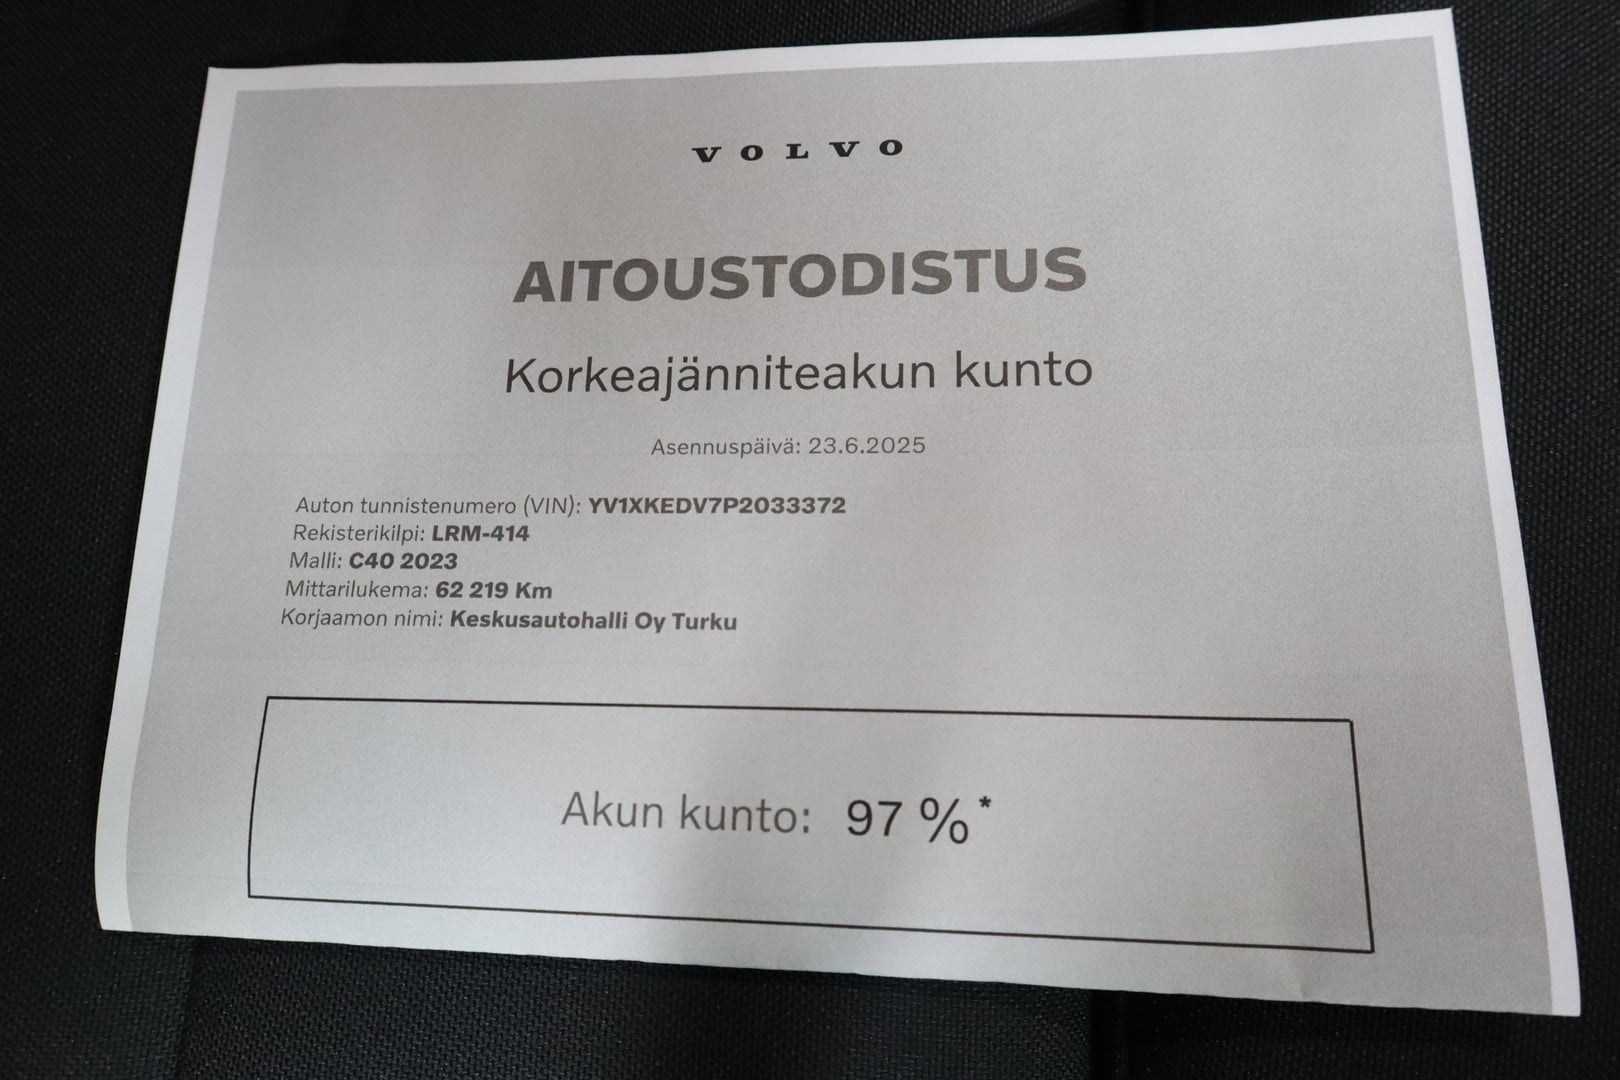 VOLVO
AITOUSTODISTUS
Korkeajänniteakun kunto
Asennuspäivä: 23.6.2025
Auton tunnistenumero (VIN): YV1XKEDV7P2033372
Rekisterikilpi: LRM-414
Malli: C40 2023
Mittarilukema: 62 219 Km
Korjaamon nimi: Keskusautohalli Oy Turku
Akun kunto: 97 %*